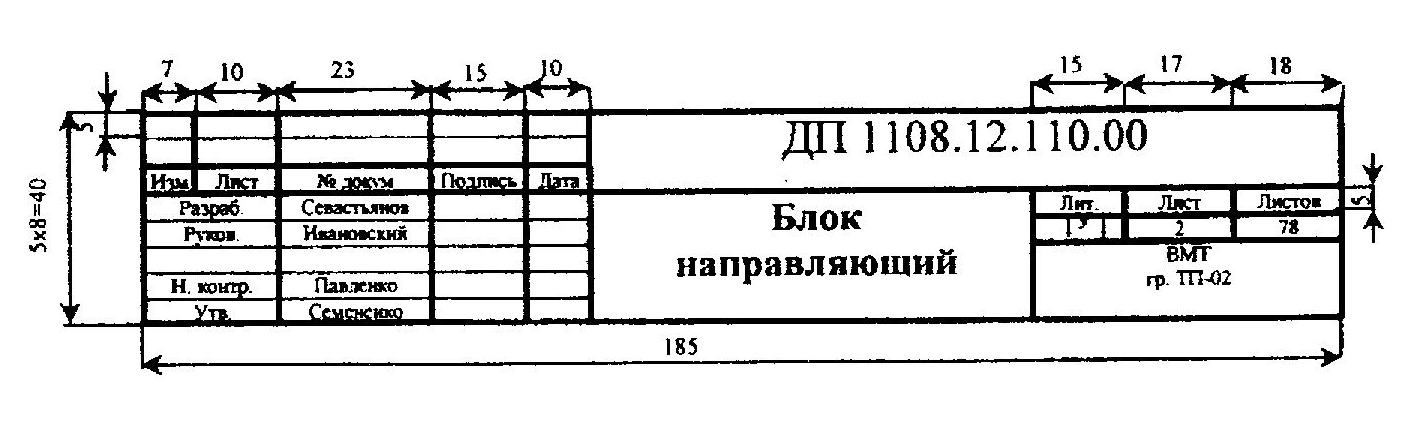 7 10 23 15 10 15 17 18
5
ДП 1108.12.110.00
Изм Лист № докум Подпись Дата
5х8=40
Разраб. Севастьянов
Блок
Лит. Лист Листов
5
Руков. Ивановский
У 2 78
направляющий
ВМТ
Н. контр. Павленко
гр. ТП-02
Утв. Семененко
185